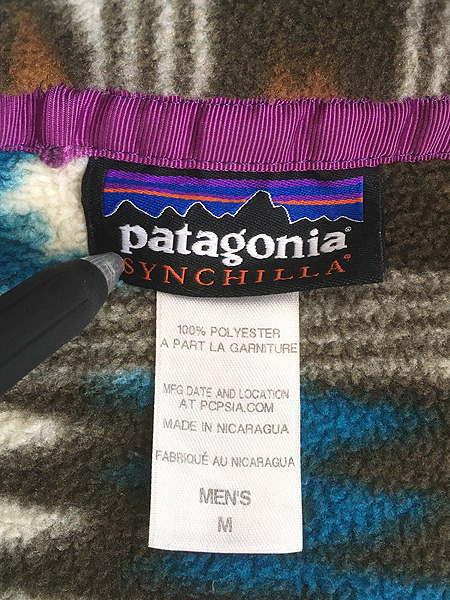 patagonia®
SYNCHILLA®
100% POLYESTER
A PART LA GARNITURE
MFG DATE AND LOCATION
AT PCPSIA.COM
MADE IN NICARAGUA
FABRIQUÉ AU NICARAGUA
MEN'S
M